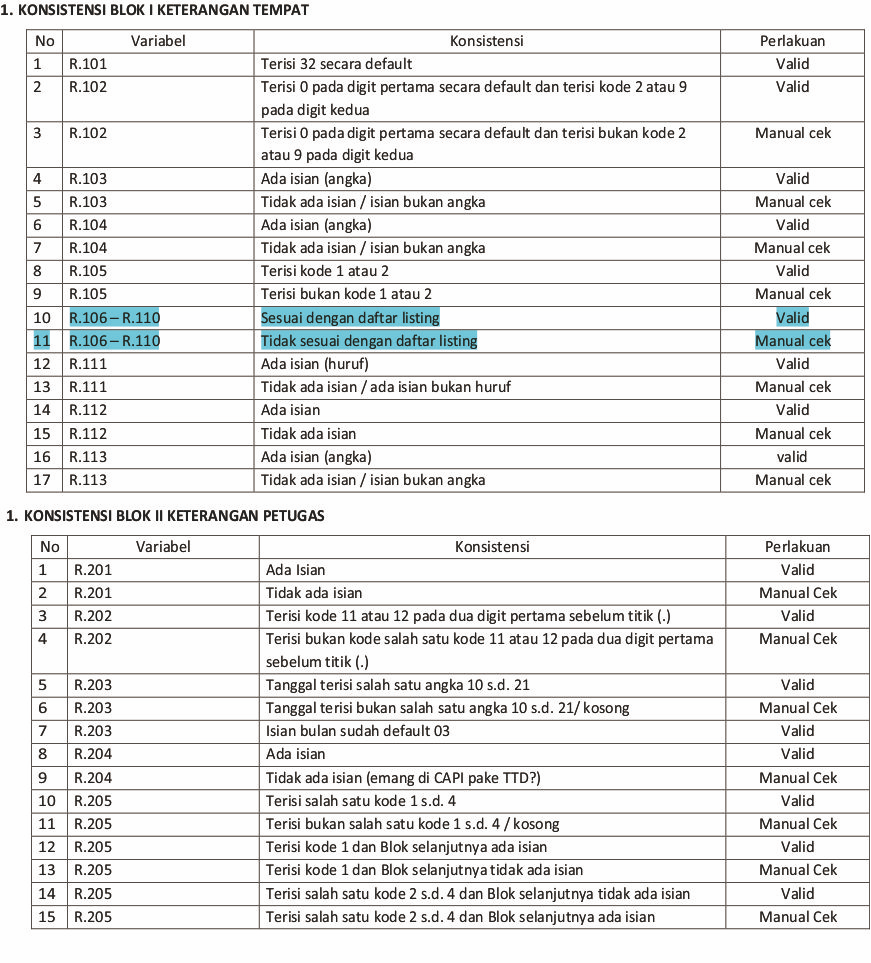 1. KONSISTENSI BLOK I KETERANGAN TEMPAT
No Variabel Konsistensi Perlakuan
1 R.101 Terisi 32 secara default Valid
2 R.102 Terisi 0 pada digit pertama secara default dan terisi kode 2 atau 9 Valid
pada digit kedua
3 R.102 Terisi 0 pada digit pertama secara default dan terisi bukan kode 2 Manual cek
atau 9 pada digit kedua
4 R.103 Ada isian (angka) Valid
5 R.103 Tidak ada isian / isian bukan angka Manual cek
6 R.104 Ada isian (angka) Valid
7 R.104 Tidak ada isian / isian bukan angka Manual cek
8 R.105 Terisi kode 1 atau 2 Valid
9 R.105 Terisi bukan kode 1 atau 2 Manual cek
10 R.106 – R.110 Sesuai dengan daftar listing Valid
11 R.106 – R.110 Tidak sesuai dengan daftar listing Manual cek
12 R.111 Ada isian (huruf) Valid
13 R.111 Tidak ada isian / ada isian bukan huruf Manual cek
14 R.112 Ada isian Valid
15 R.112 Tidak ada isian Manual cek
16 R.113 Ada isian (angka) valid
17 R.113 Tidak ada isian / isian bukan angka Manual cek
1. KONSISTENSI BLOK II KETERANGAN PETUGAS
No Variabel Konsistensi Perlakuan
1 R.201 Ada Isian Valid
2 R.201 Tidak ada isian Manual Cek
3 R.202 Terisi kode 11 atau 12 pada dua digit pertama sebelum titik (.) Valid
4 R.202 Terisi bukan kode salah satu kode 11 atau 12 pada dua digit pertama Manual Cek
sebelum titik (.)
5 R.203 Tanggal terisi salah satu angka 10 s.d. 21 Valid
6 R.203 Tanggal terisi bukan salah satu angka 10 s.d. 21/ kosong Manual Cek
7 R.203 Isian bulan sudah default 03 Valid
8 R.204 Ada isian Valid
9 R.204 Tidak ada isian (emang di CAPI pake TTD?) Manual Cek
10 R.205 Terisi salah satu kode 1 s.d. 4 Valid
11 R.205 Terisi bukan salah satu kode 1 s.d. 4 / kosong Manual Cek
12 R.205 Terisi kode 1 dan Blok selanjutnya ada isian Valid
13 R.205 Terisi kode 1 dan Blok selanjutnya tidak ada isian Manual Cek
14 R.205 Terisi salah satu kode 2 s.d. 4 dan Blok selanjutnya tidak ada isian Valid
15 R.205 Terisi salah satu kode 2 s.d. 4 dan Blok selanjutnya ada isian Manual Cek